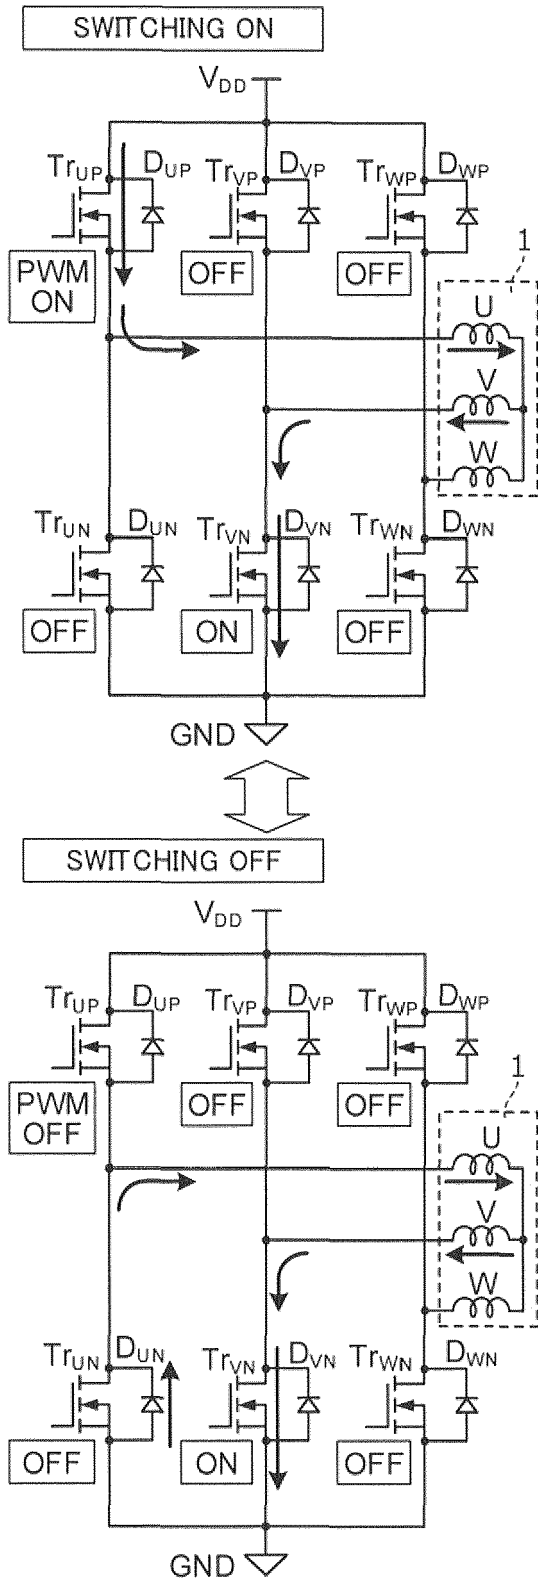 SWITCHING ON
VDD
TrUP DUP TrVP DVP TrWP DWP
PWM ON OFF OFF
1
U
V
W
TrUN DUN TrVN DVN TrWN DWN
OFF ON OFF
GND
SWITCHING OFF
VDD
TrUP DUP TrVP DVP TrWP DWP
PWM OFF OFF OFF
1
U
V
W
TrUN DUN TrVN DVN TrWN DWN
OFF ON OFF
GND